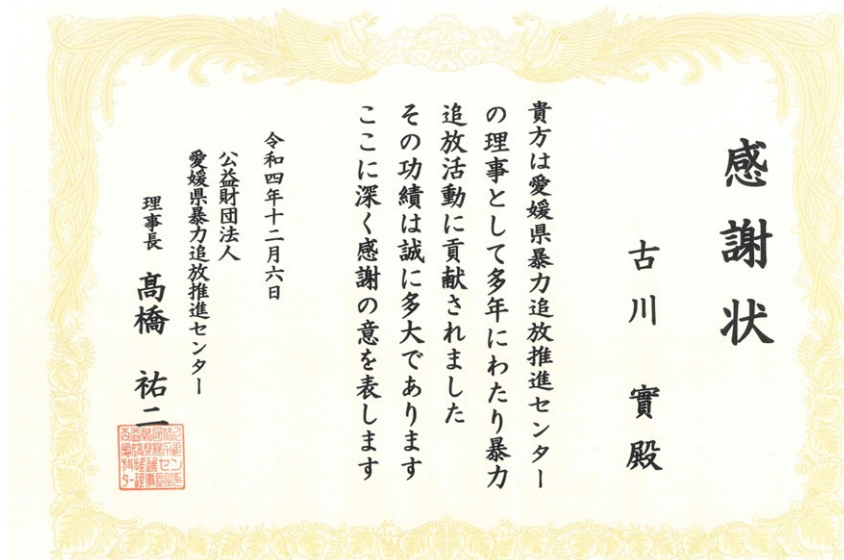 感謝状
古川 實 殿
貴方は愛媛県暴力追放推進センター
の理事として多年にわたり暴力
追放活動に貢献されました
その功績は誠に多大であります
ここに深く感謝の意を表します
令和四年十二月六日
公益財団法人
愛媛県暴力追放推進センター
理事長 髙橋 祐二